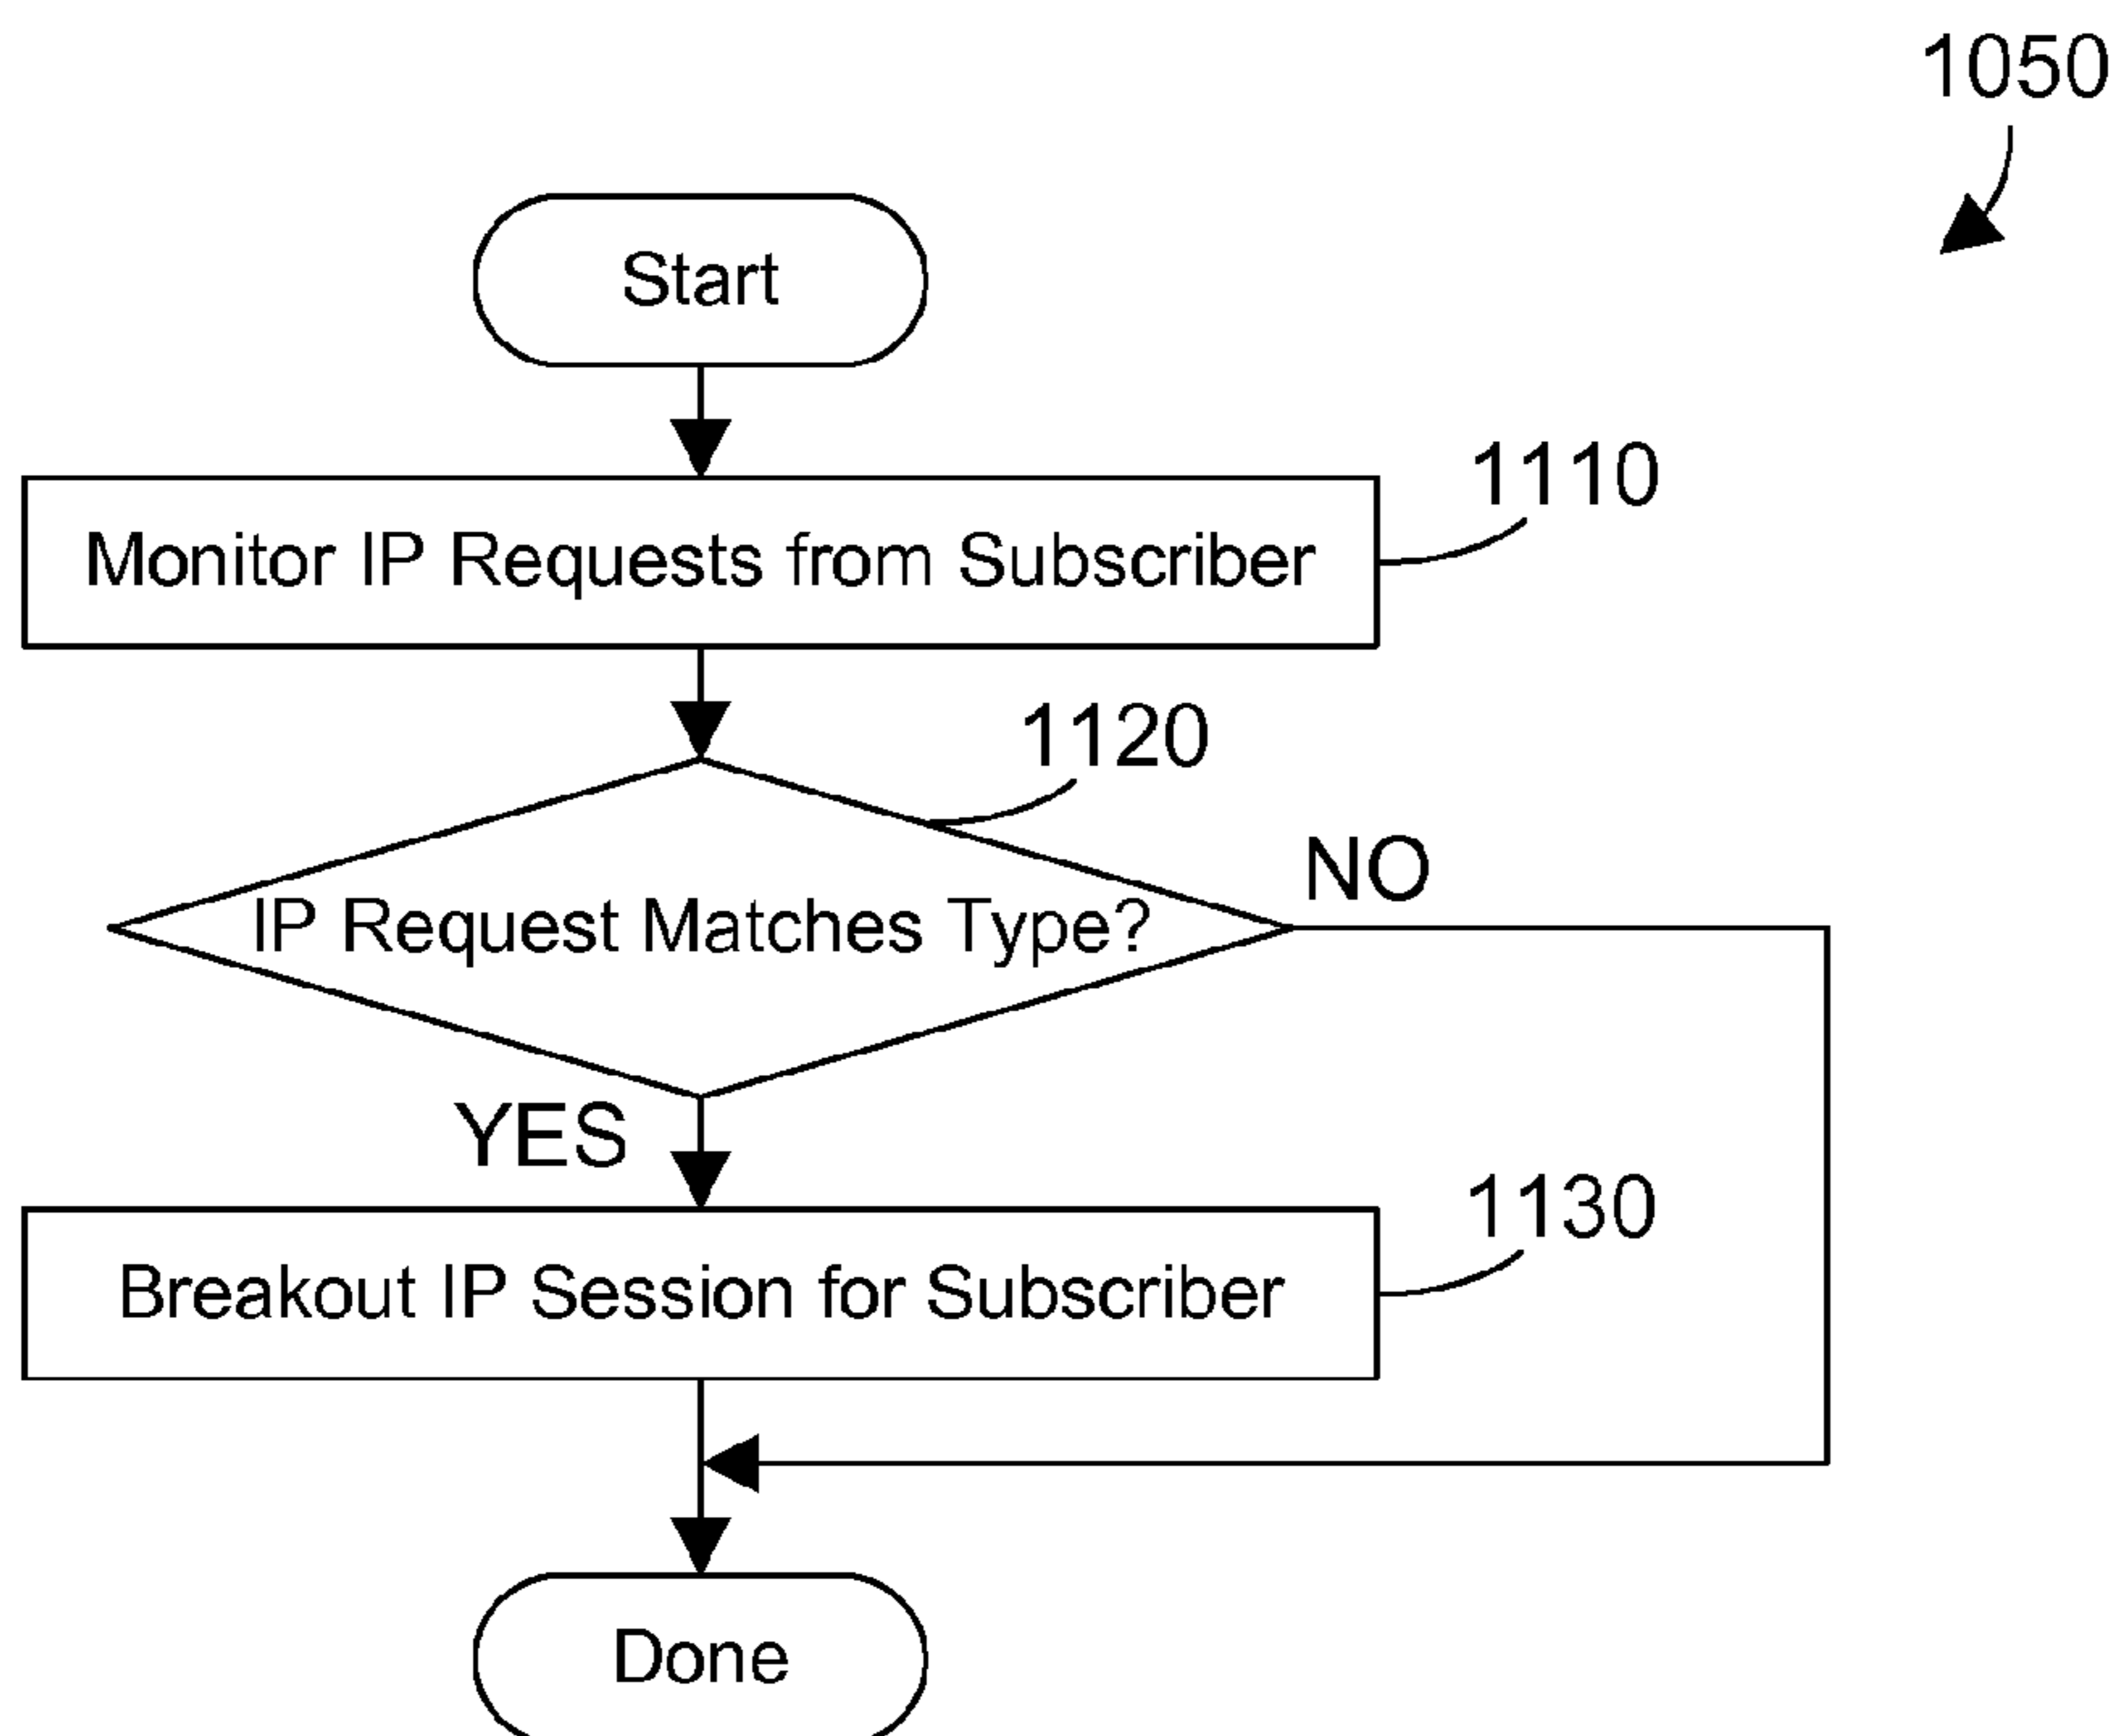 1050
Start
1110
Monitor IP Requests from Subscriber
1120
NO
IP Request Matches Type?
YES
1130
Breakout IP Session for Subscriber
Done